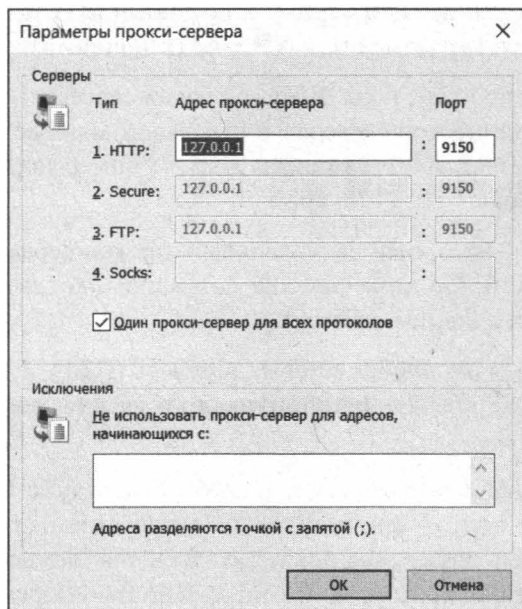 Параметры прокси-сервера
Серверы
Тип Адрес прокси-сервера Порт
1. HTTP: 127.0.0.1 : 9150
2. Secure: 127.0.0.1 : 9150
3. FTP: 127.0.0.1 : 9150
4. Socks: :
Один прокси-сервер для всех протоколов
Исключения
Не использовать прокси-сервер для адресов,
начинающихся с:
Адреса разделяются точкой с запятой (;).
OK Отмена